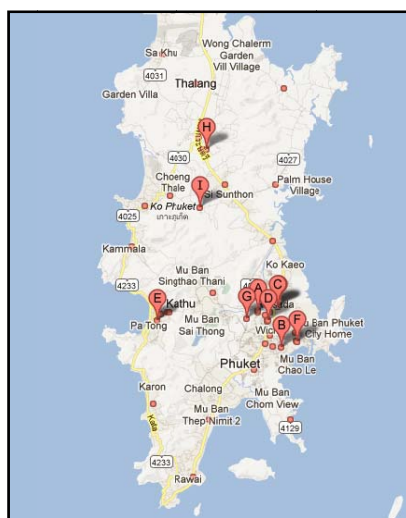 Wong Chalerm
Garden
Vill Village
Sa Khu
4031
Thalang
Garden Villa
H
4030
4027
Choeng
Thale
I
Si Sunthon
Palm House
Village
Ko Phuket
เกาะภูเก็ต
4025
Kammala
Ko Kaeo
4233
Mu Ban
Singthao Thani
G
A
D
C
E
Kathu
B
F
Mu Ban
Sai Thong
Pa Tong
Phuket
City Home
Phuket
Mu Ban
Chao Le
Karon
Chalong
Mu Ban
Chom View
Kata
Mu Ban
Thep Nimit 2
4129
4233
Rawai